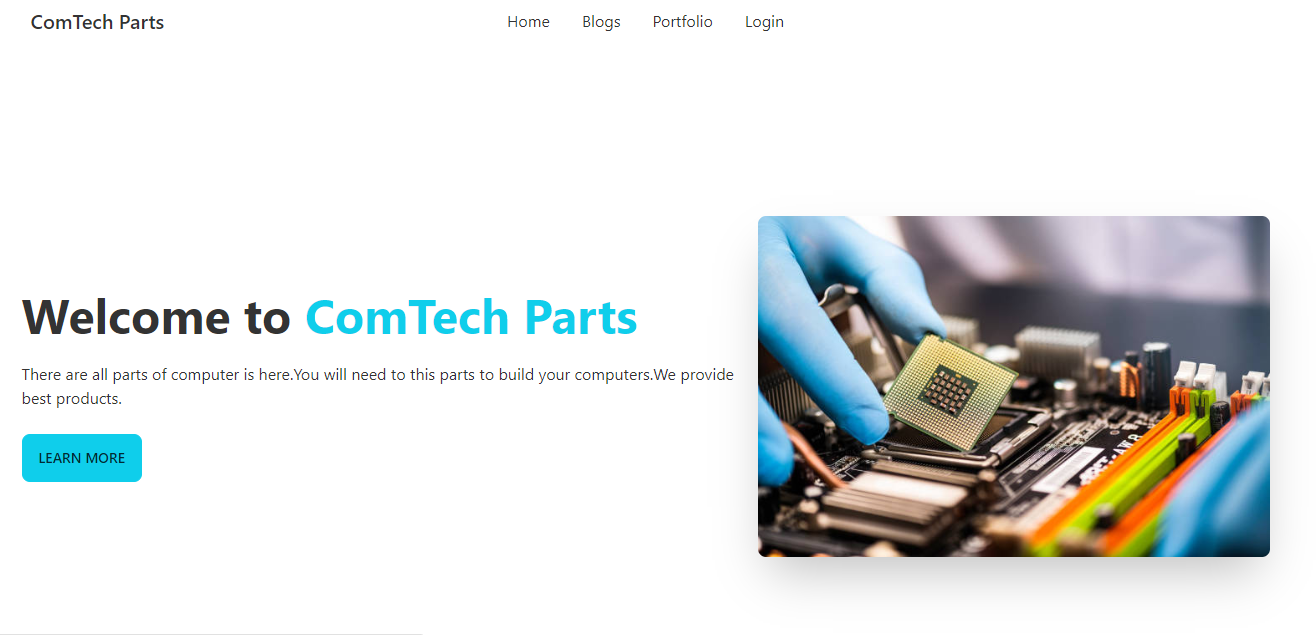 ComTech Parts
Home Blogs Portfolio Login
Welcome to ComTech Parts
There are all parts of computer is here.You will need to this parts to build your computers.We provide
best products.
LEARN MORE